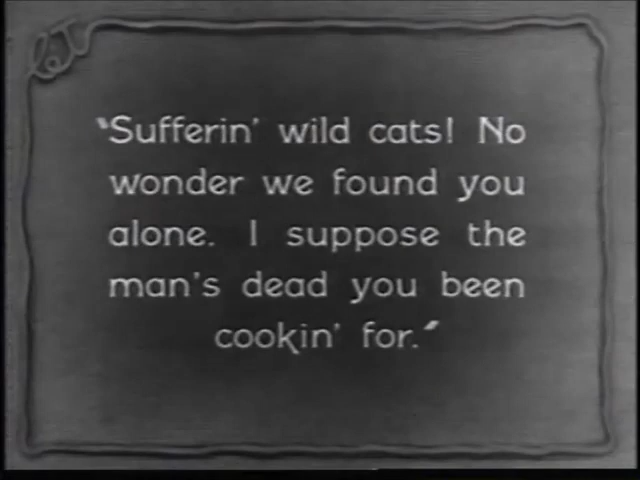 "Sufferin' wild cats! No
wonder we found you
alone. I suppose the
man's dead you been
cookin' for."